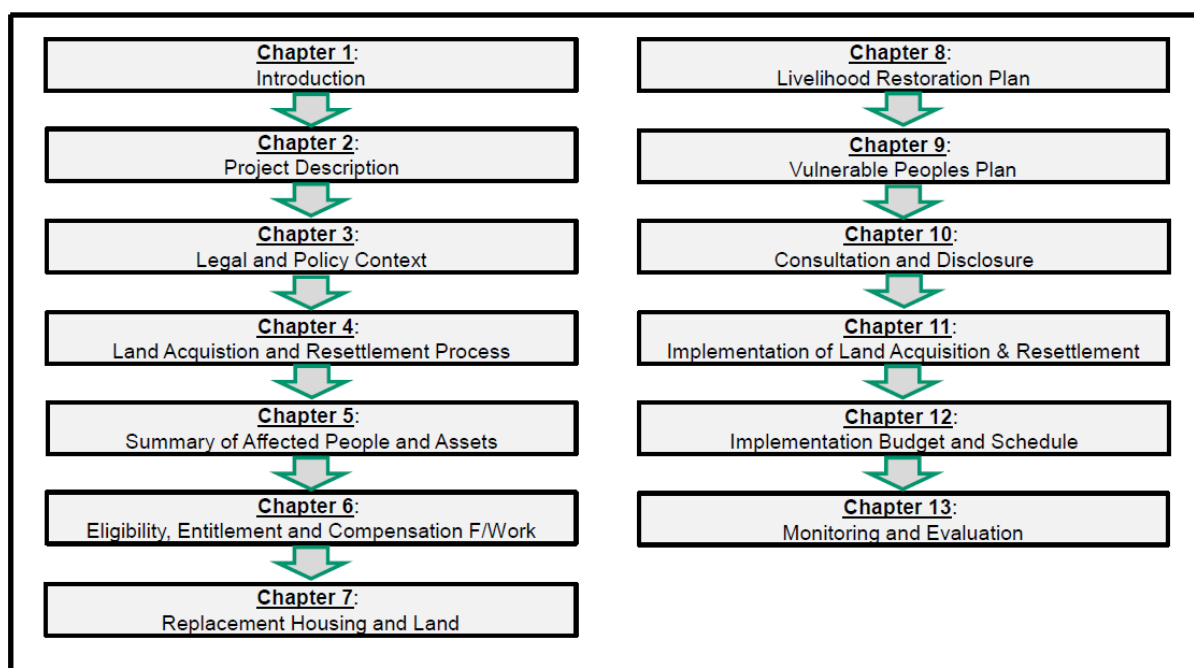 Chapter 1:
Introduction
Chapter 2:
Project Description
Chapter 3:
Legal and Policy Context
Chapter 4:
Land Acquistion and Resettlement Process
Chapter 5:
Summary of Affected People and Assets
Chapter 6:
Eligibility, Entitlement and Compensation F/Work
Chapter 7:
Replacement Housing and Land
Chapter 8:
Livelihood Restoration Plan
Chapter 9:
Vulnerable Peoples Plan
Chapter 10:
Consultation and Disclosure
Chapter 11:
Implementation of Land Acquisition & Resettlement
Chapter 12:
Implementation Budget and Schedule
Chapter 13:
Monitoring and Evaluation